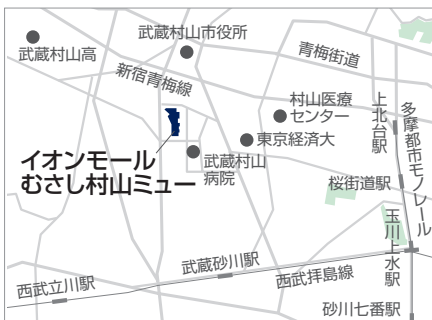 武蔵村山市役所
武蔵村山高
青梅街道
新宿青梅線
村山医療
センター
上北台駅
多摩都市モノレール
東京経済大
イオンモール
むさし村山ミュー
武蔵村山
病院
桜街道駅
玉川上水駅
武蔵砂川駅
西武拝島線
西武立川駅
砂川七番駅